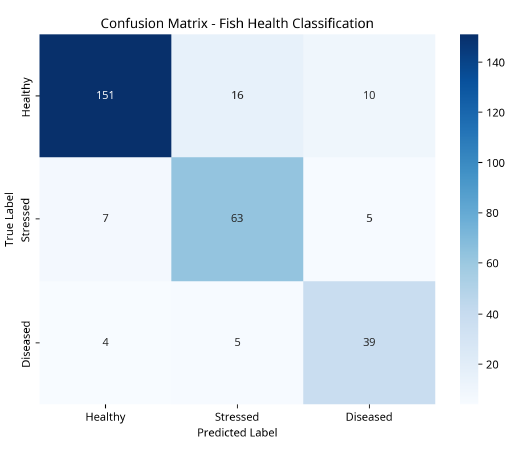 Confusion Matrix - Fish Health Classification
True Label
Healthy
151
16
10
Stressed
7
63
5
Diseased
4
5
39
Healthy
Stressed
Diseased
Predicted Label
140
120
100
80
60
40
20